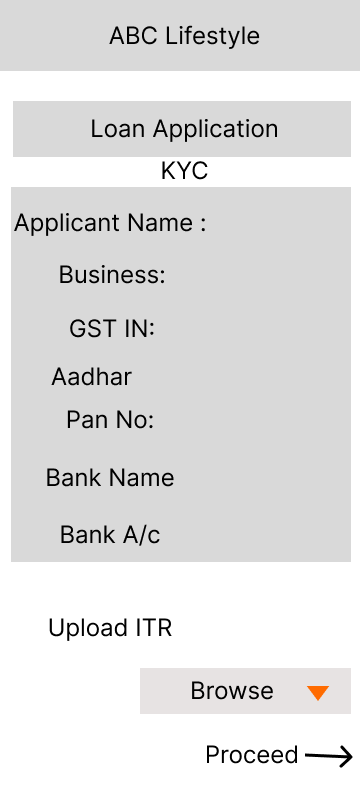 ABC Lifestyle
Loan Application
KYC
Applicant Name :
Business:
GST IN:
Aadhar
Pan No:
Bank Name
Bank A/c
Upload ITR
Browse
Proceed